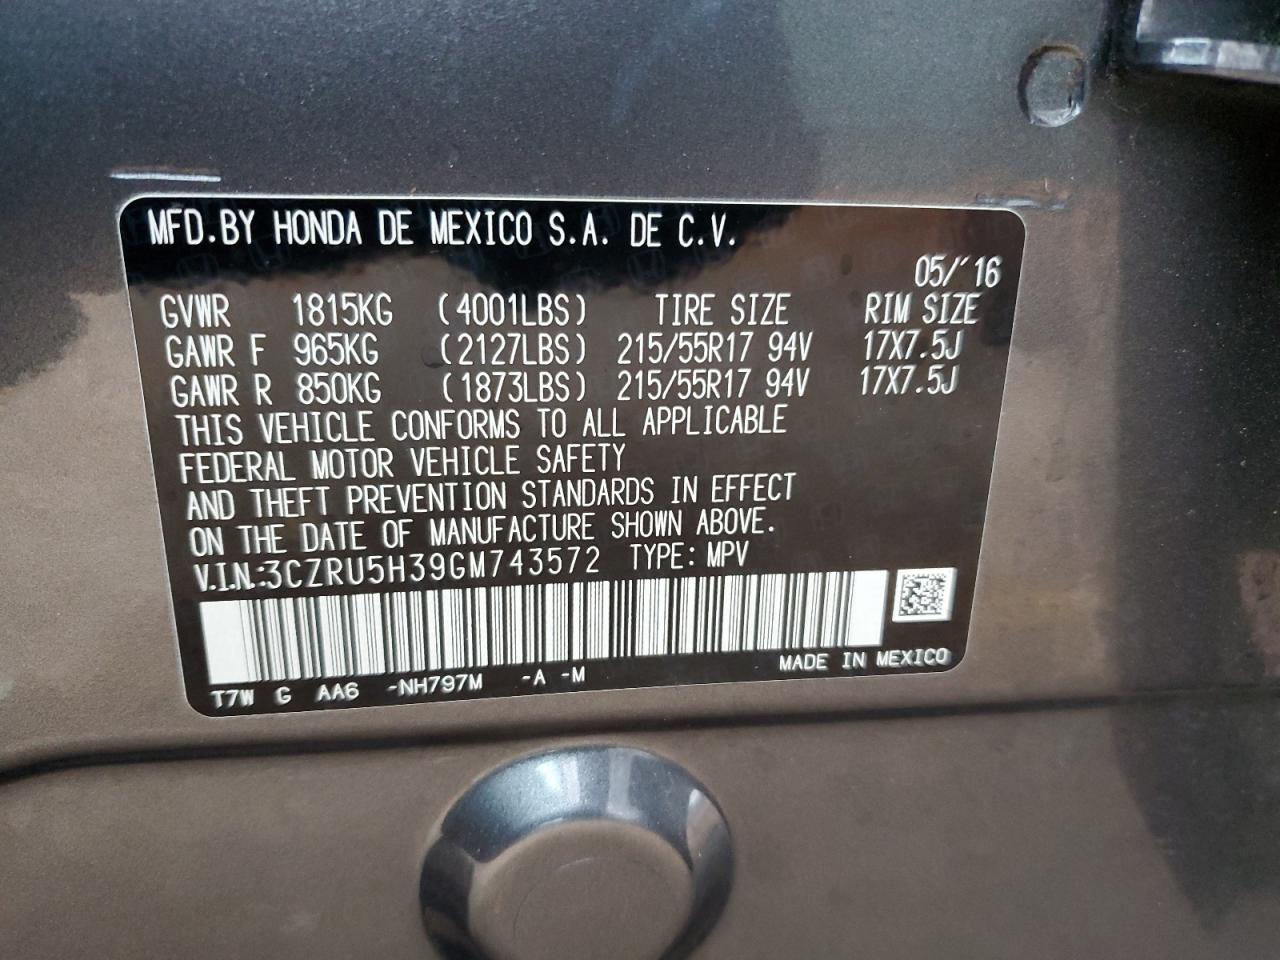 MFD.BY HONDA DE MEXICO S.A. DE C.V.
05/´16
GVWR 1815KG (4001LBS) TIRE SIZE RIM SIZE
GAWR F 965KG (2127LBS) 215/55R17 94V 17X7.5J
GAWR R 850KG (1873LBS) 215/55R17 94V 17X7.5J
THIS VEHICLE CONFORMS TO ALL APPLICABLE
FEDERAL MOTOR VEHICLE SAFETY
AND THEFT PREVENTION STANDARDS IN EFFECT
ON THE DATE OF MANUFACTURE SHOWN ABOVE.
V.I.N.:3CZRU5H39GM743572 TYPE: MPV
MADE IN MEXICO
T7W G AA6 -NH797M -A -M